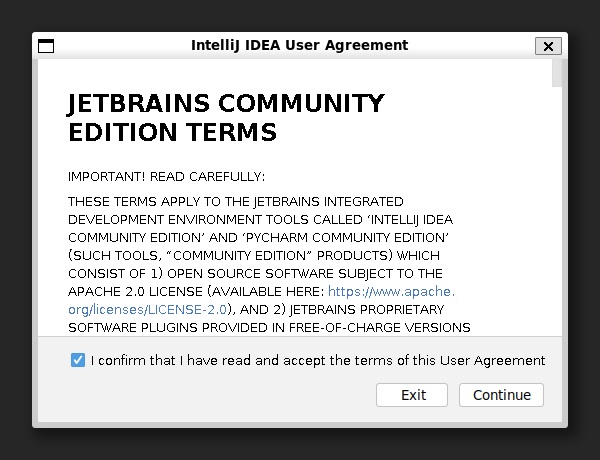 IntelliJ IDEA User Agreement
JETBRAINS COMMUNITY
EDITION TERMS
IMPORTANT! READ CAREFULLY:
THESE TERMS APPLY TO THE JETBRAINS INTEGRATED
DEVELOPMENT ENVIRONMENT TOOLS CALLED ‘INTELLIJ IDEA
COMMUNITY EDITION’ AND ‘PYCHARM COMMUNITY EDITION’
(SUCH TOOLS, “COMMUNITY EDITION” PRODUCTS) WHICH
CONSIST OF 1) OPEN SOURCE SOFTWARE SUBJECT TO THE
APACHE 2.0 LICENSE (AVAILABLE HERE: https://www.apache.
org/licenses/LICENSE-2.0), AND 2) JETBRAINS PROPRIETARY
SOFTWARE PLUGINS PROVIDED IN FREE-OF-CHARGE VERSIONS
I confirm that I have read and accept the terms of this User Agreement
Exit
Continue